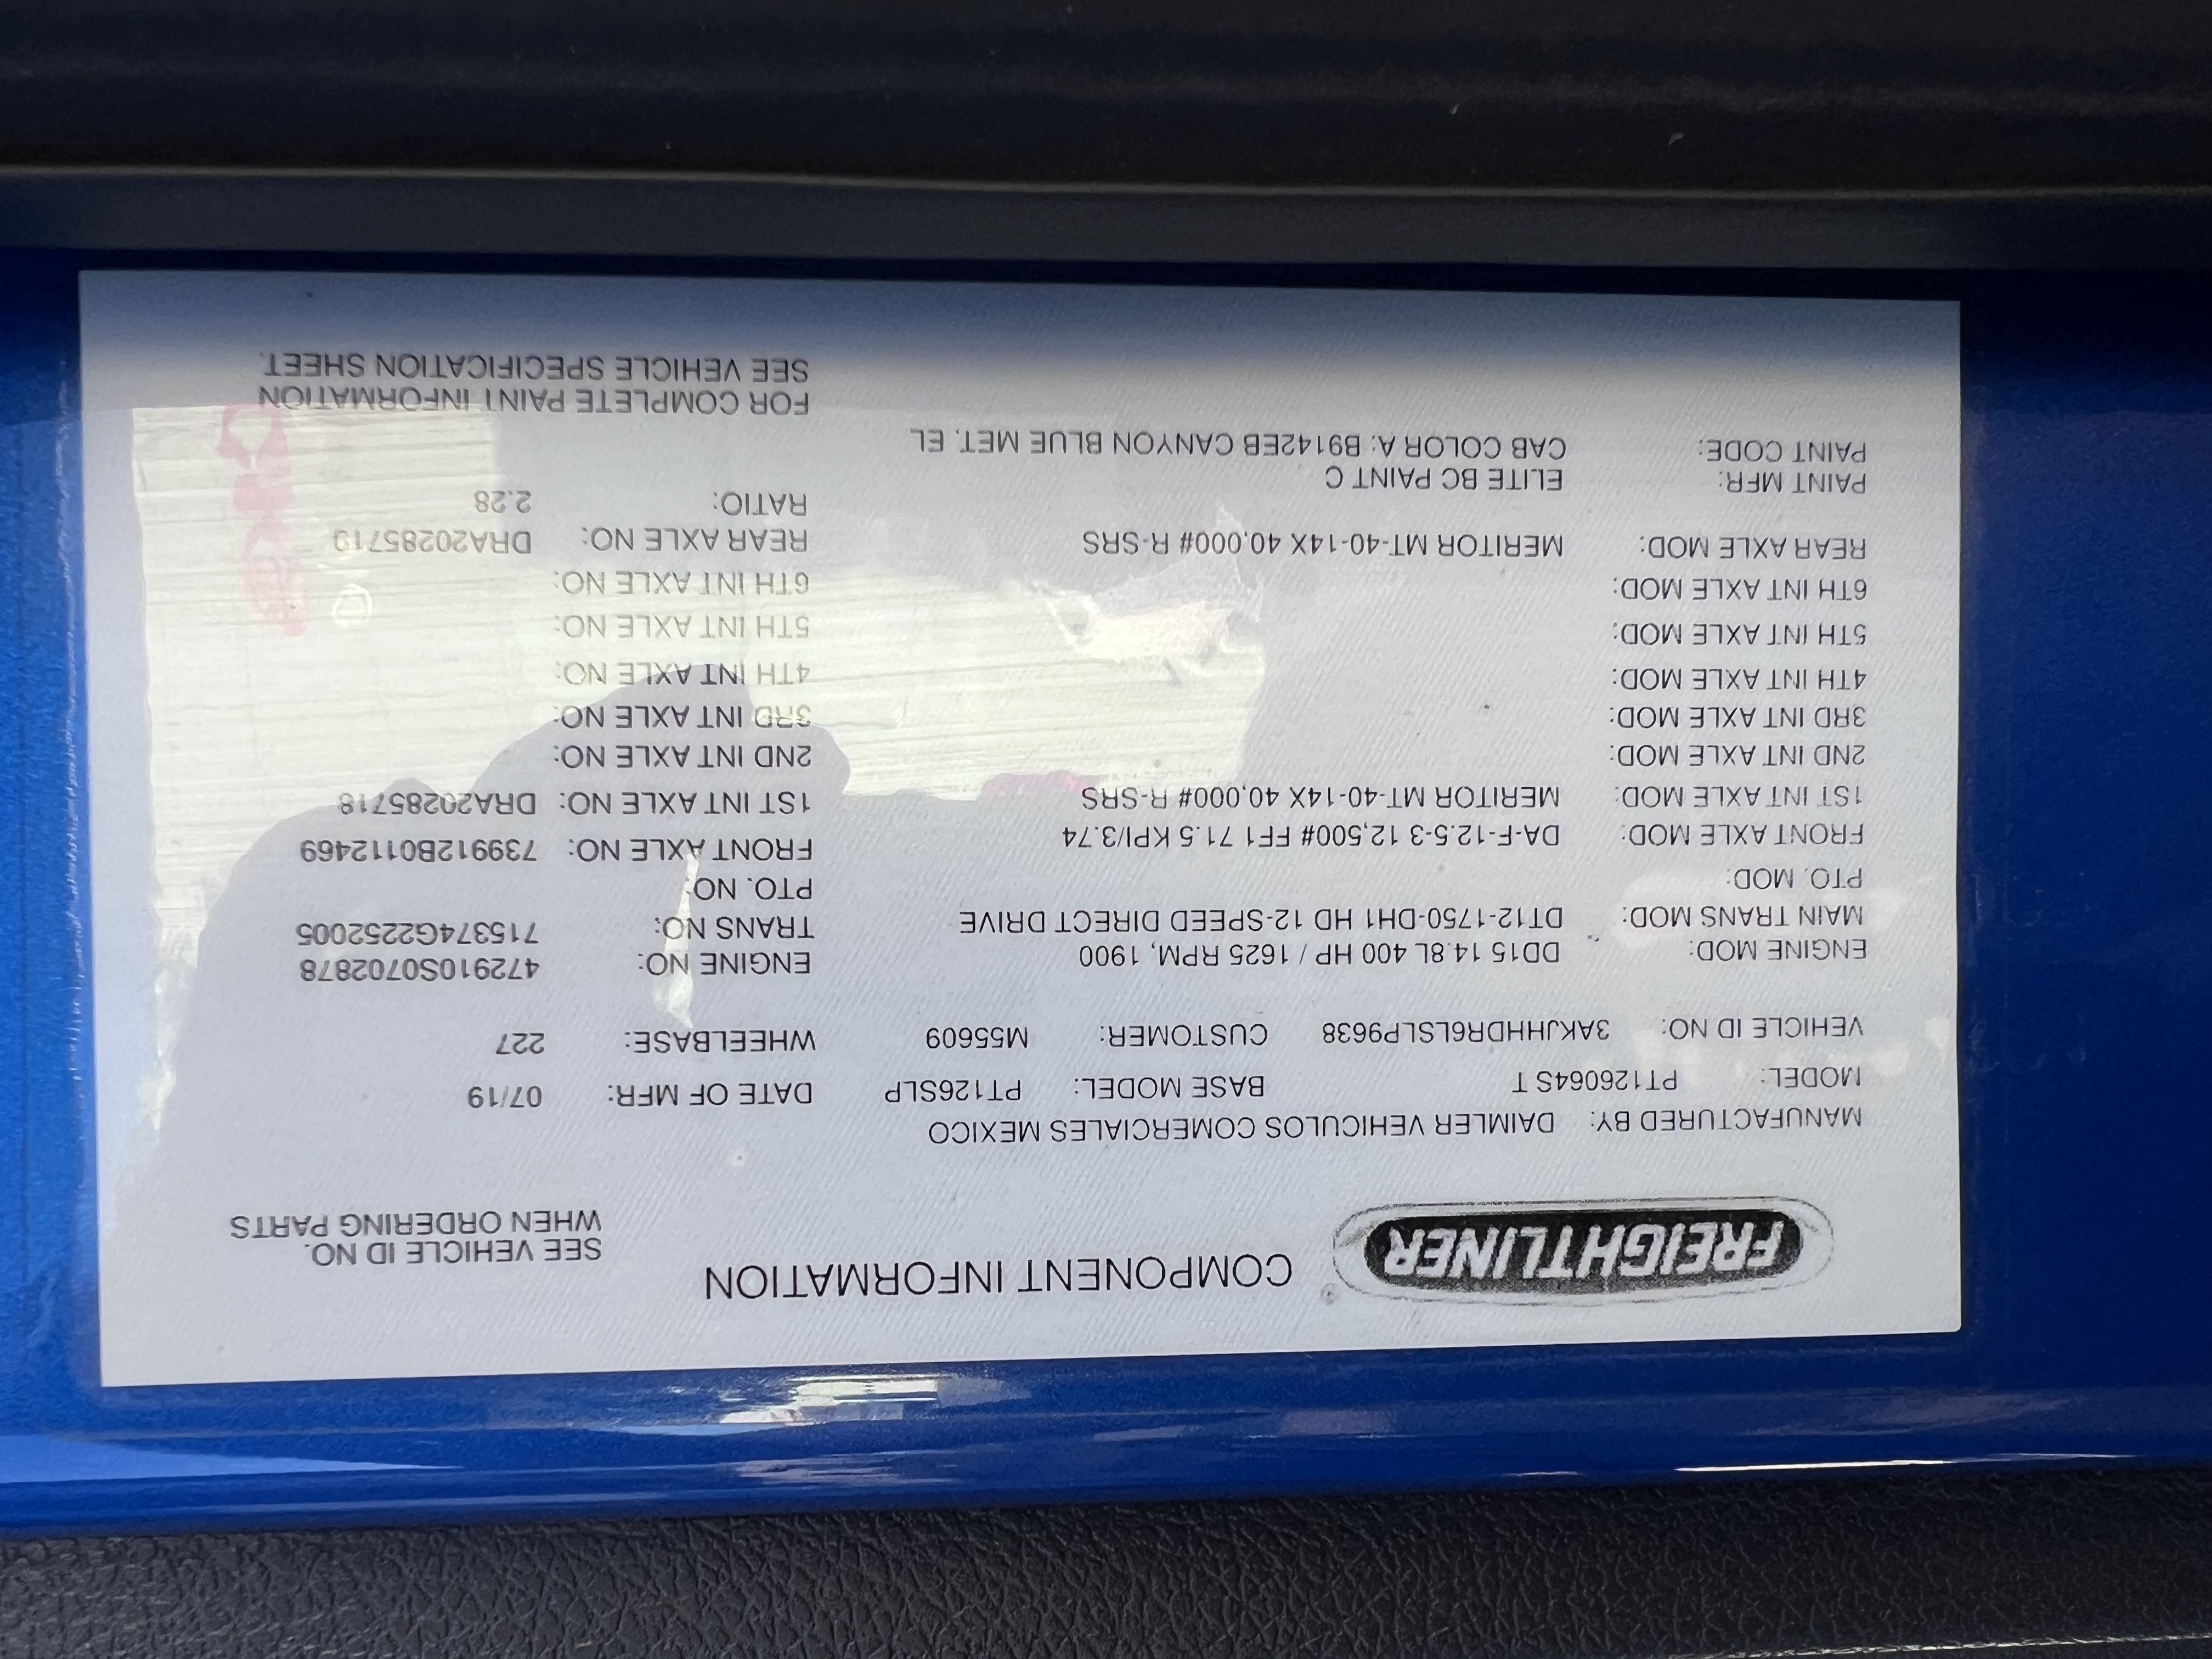 FREIGHTLINER COMPONENT INFORMATION SEE VEHICLE ID NO.
WHEN ORDERING PARTS
MANUFACTURED BY: DAIMLER VEHICULOS COMERCIALES MEXICO
MODEL: PT126064S T BASE MODEL: PT126SLP DATE OF MFR: 07/19
VEHICLE ID NO: 3AKJHHDR6LSLP9638 CUSTOMER: M55609 WHEELBASE: 227
ENGINE MOD: DD15 14.8L 400 HP / 1625 RPM, 1900 ENGINE NO: 472910S0702878
MAIN TRANS MOD: DT12-1750-DH1 HD 12-SPEED DIRECT DRIVE TRANS NO: 715374G2252005
PTO. MOD: PTO. NO:
FRONT AXLE MOD: DA-F-12.5-3 12,500# FF1 71.5 KPI/3.74 FRONT AXLE NO: 739912B0112469
1ST INT AXLE MOD: MERITOR MT-40-14X 40,000# R-SRS 1ST INT AXLE NO: DRA20285718
2ND INT AXLE MOD: 2ND INT AXLE NO:
3RD INT AXLE MOD: 3RD INT AXLE NO:
4TH INT AXLE MOD: 4TH INT AXLE NO:
5TH INT AXLE MOD: 5TH INT AXLE NO:
6TH INT AXLE MOD: 6TH INT AXLE NO:
REAR AXLE MOD: MERITOR MT-40-14X 40,000# R-SRS REAR AXLE NO: DRA20285719
RATIO: 2.28
PAINT MFR: ELITE BC PAINT C
PAINT CODE: CAB COLOR A: B9142EB CANYON BLUE MET. EL
FOR COMPLETE PAINT INFORMATION
SEE VEHICLE SPECIFICATION SHEET.